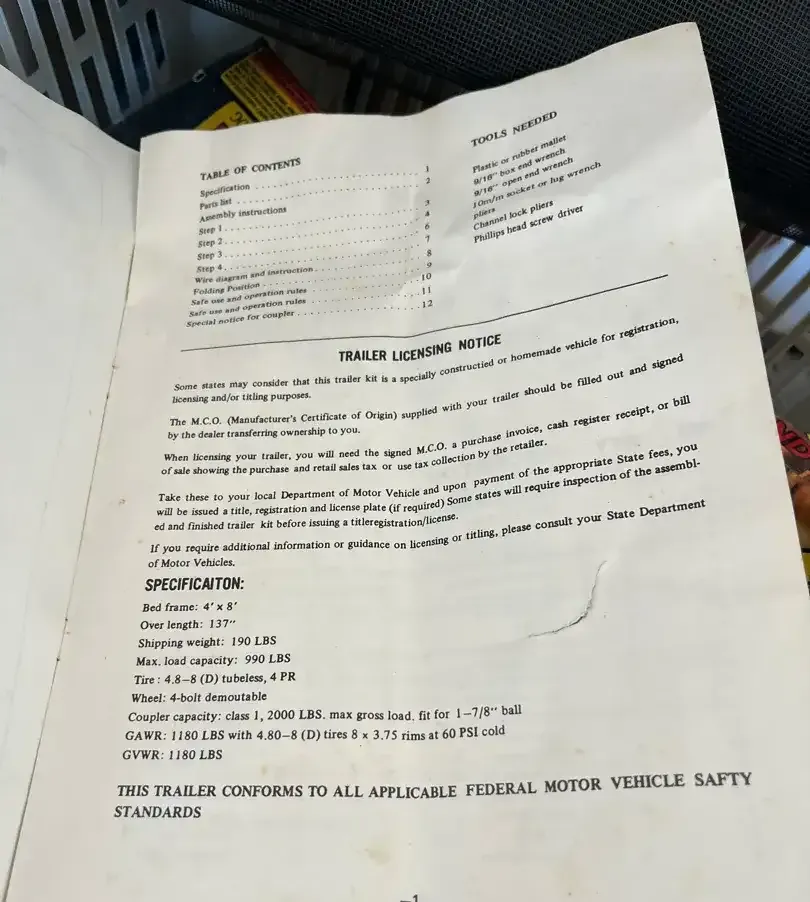 TABLE OF CONTENTS
Specification . . . . . . . . . . . . . . . . . . . . . . . 1
Parts list . . . . . . . . . . . . . . . . . . . . . . . 2
Assembly instructions
Step 1 . . . . . . . . . . . . . . . . . . . . . . . 3
Step 2 . . . . . . . . . . . . . . . . . . . . . . . 4
Step 3 . . . . . . . . . . . . . . . . . . . . . . . 6
Step 4 . . . . . . . . . . . . . . . . . . . . . . . 7
Wire diagram and instruction . . . . . . . . . . . . . . . 8
Folding Position . . . . . . . . . . . . . . . . . . . . . 9
Safe use and operation rules . . . . . . . . . . . . . . . 10
Safe use and operation rules . . . . . . . . . . . . . . . 11
Special notice for coupler . . . . . . . . . . . . . . . . 12
TOOLS NEEDED
Plastic or rubber mallet
9/16" box end wrench
9/16" open end wrench
10m/m socket or lug wrench
pliers
Channel lock pliers
Phillips head screw driver
TRAILER LICENSING NOTICE
Some states may consider that this trailer kit is a specially constructied or homemade vehicle for registration,
licensing and/or titling purposes.
The M.C.O. (Manufacturer's Certificate of Origin) supplied with your trailer should be filled out and signed
by the dealer transferring ownership to you.
When licensing your trailer, you will need the signed M.C.O. a purchase invoice, cash register receipt, or bill
of sale showing the purchase and retail sales tax or use tax collection by the retailer.
Take these to your local Department of Motor Vehicle and upon payment of the appropriate State fees, you
will be issued a title, registration and license plate (if required) Some states will require inspection of the assembl-
ed and finished trailer kit before issuing a titleregistration/license.
If you require additional information or guidance on licensing or titling, please consult your State Department
of Motor Vehicles.
SPECIFICAITON:
Bed frame: 4' x 8'
Over length: 137"
Shipping weight: 190 LBS
Max. load capacity: 990 LBS
Tire : 4.8–8 (D) tubeless, 4 PR
Wheel: 4-bolt demoutable
Coupler capacity: class 1, 2000 LBS. max gross load. fit for 1–7/8" ball
GAWR: 1180 LBS with 4.80–8 (D) tires 8 × 3.75 rims at 60 PSI cold
GVWR: 1180 LBS
THIS TRAILER CONFORMS TO ALL APPLICABLE FEDERAL MOTOR VEHICLE SAFTY
STANDARDS
–1